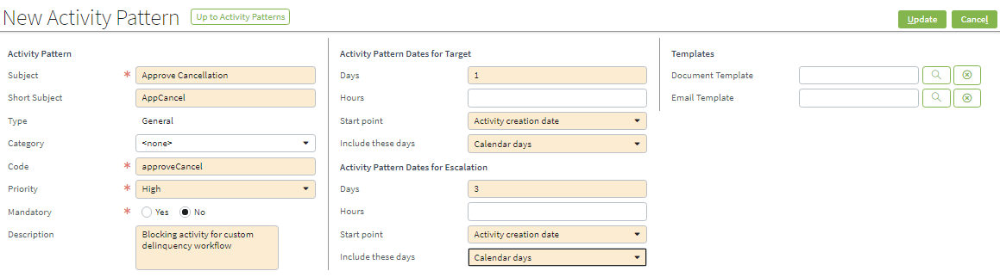 New Activity Pattern Up to Activity Patterns Update Cancel
Activity Pattern
Subject * Approve Cancellation
Short Subject AppCancel
Type General
Category <none>
Code * approveCancel
Priority * High
Mandatory * Yes No
Description Blocking activity for custom
delinquency workflow
Activity Pattern Dates for Target
Days 1
Hours
Start point Activity creation date
Include these days Calendar days
Activity Pattern Dates for Escalation
Days 3
Hours
Start point Activity creation date
Include these days Calendar days
Templates
Document Template
Email Template